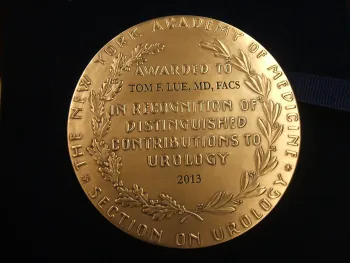 THE NEW YORK ACADEMY OF MEDICINE
AWARDED TO
TOM F. LUE, MD, FACS
IN RECOGNITION OF
DISTINGUISHED
CONTRIBUTIONS TO
UROLOGY
2013
SECTION ON UROLOGY